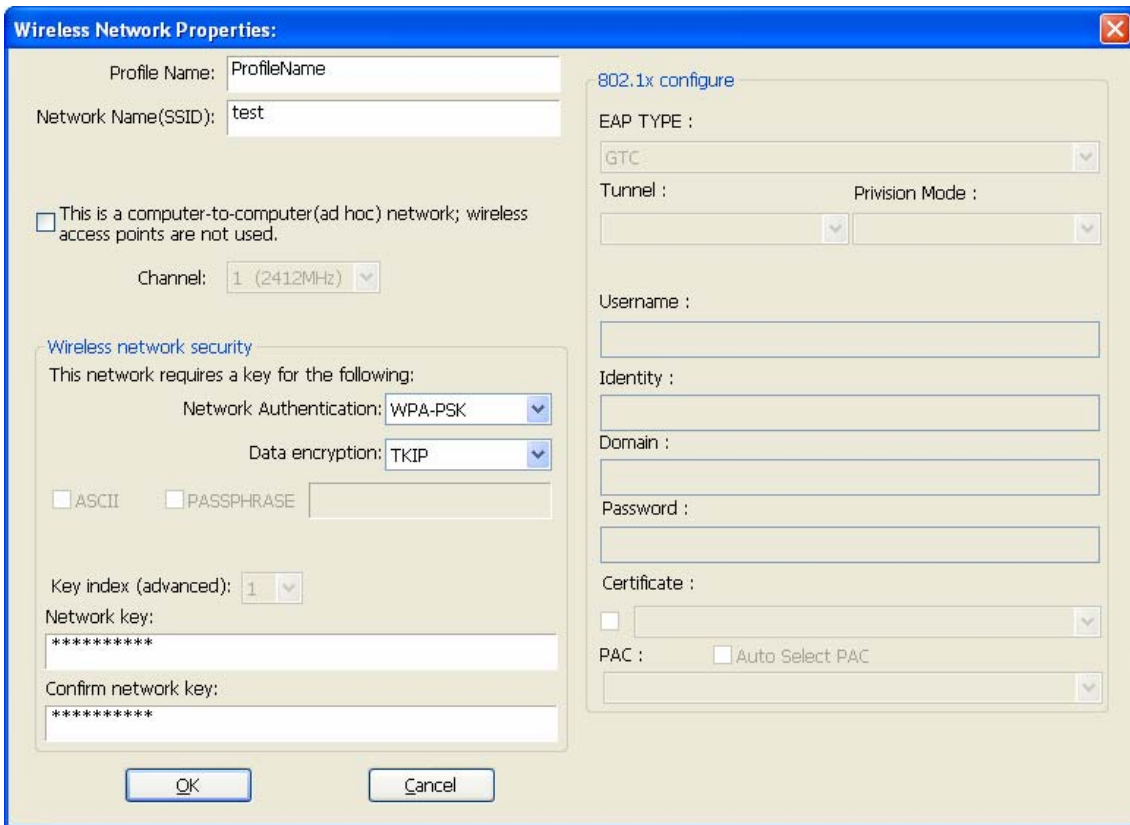 Wireless Network Properties:
Profile Name: ProfileName
Network Name(SSID): test
This is a computer-to-computer(ad hoc) network; wireless
access points are not used.
Channel: 1 (2412MHz)
Wireless network security
This network requires a key for the following:
Network Authentication: WPA-PSK
Data encryption: TKIP
ASCII PASSPHRASE
Key index (advanced): 1
Network key:
**********
Confirm network key:
**********
OK Cancel
802.1x configure
EAP TYPE :
GTC
Tunnel : Privision Mode :
Username :
Identity :
Domain :
Password :
Certificate :
PAC : Auto Select PAC